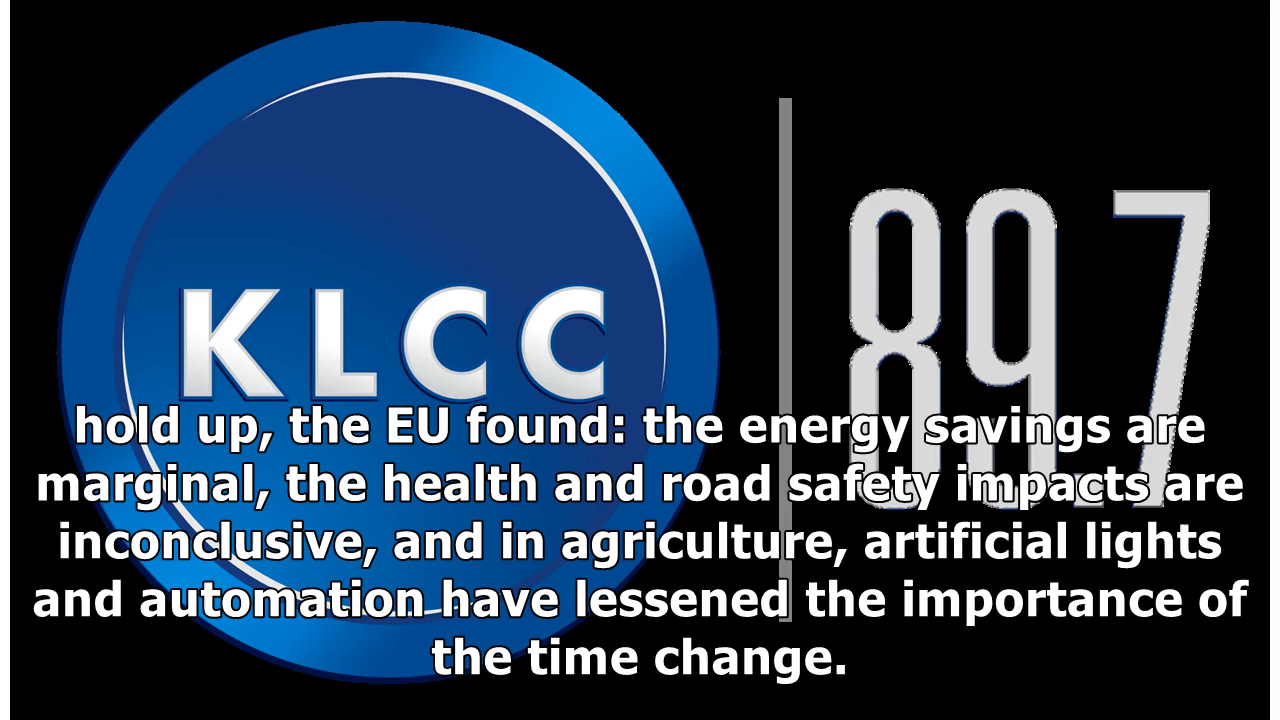 KLCC
89.7
hold up, the EU found: the energy savings are
marginal, the health and road safety impacts are
inconclusive, and in agriculture, artificial lights
and automation have lessened the importance of
the time change.